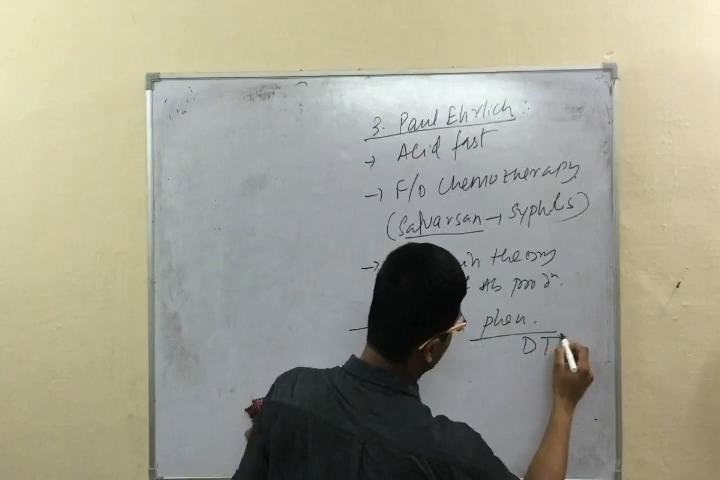 3. Paul Ehrlich :
→ Acid fast
→ F/o Chemotherapy
(Salvarsan → Syphilis)
→ in theory
Ab prodn.
phen.
DT